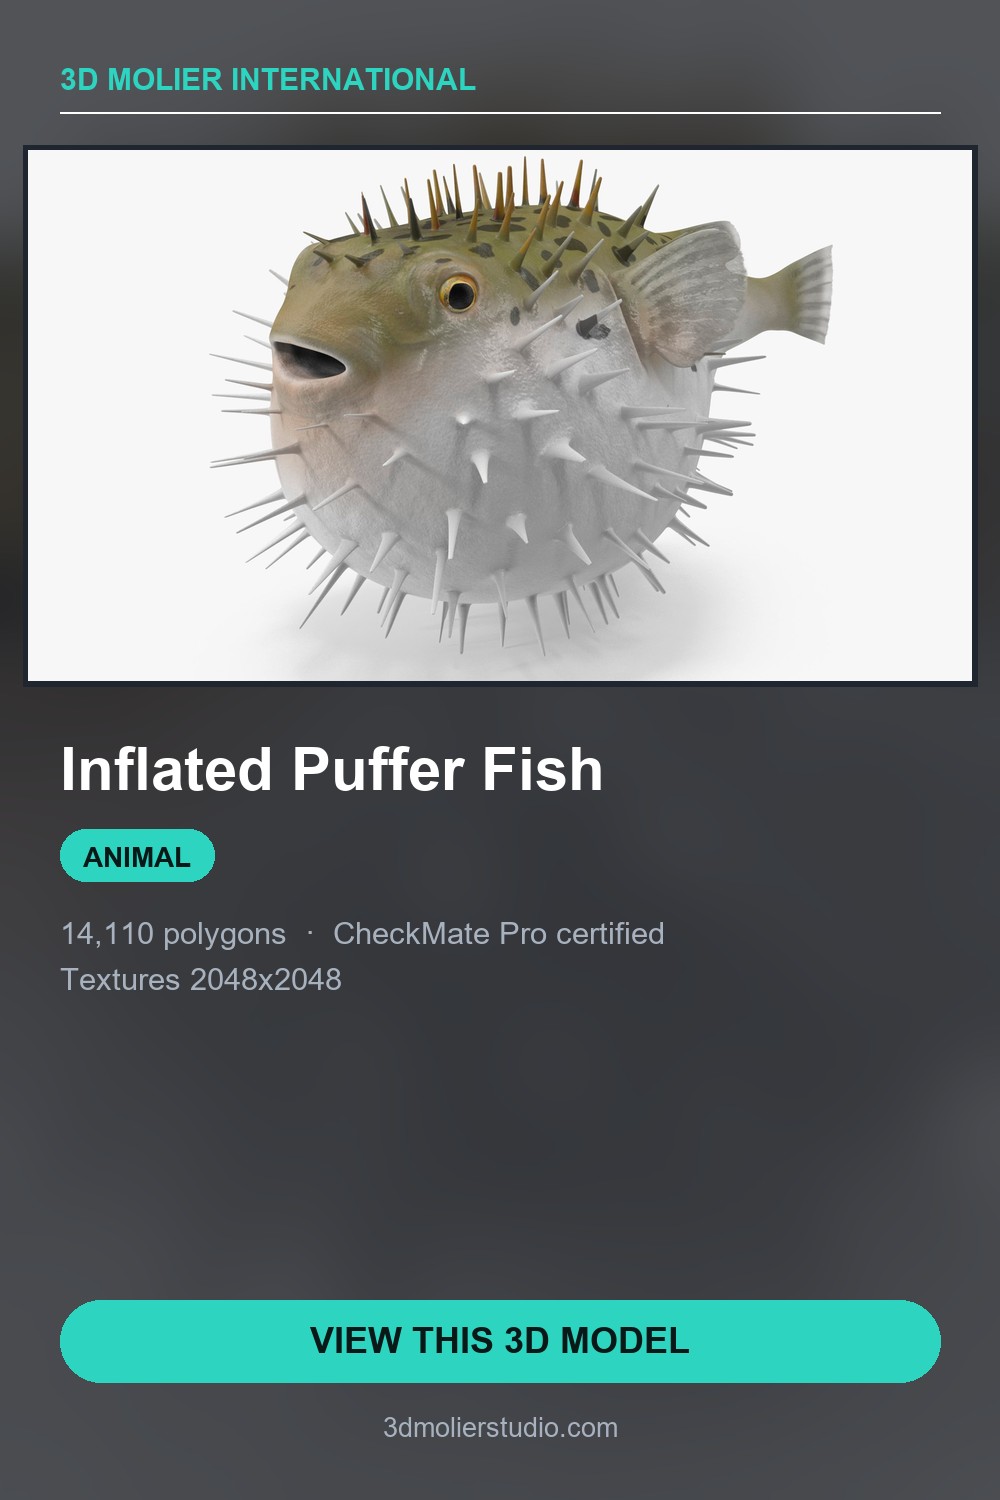 3D MOLIER INTERNATIONAL
Inflated Puffer Fish
ANIMAL
14,110 polygons · CheckMate Pro certified
Textures 2048x2048
VIEW THIS 3D MODEL
3dmolierstudio.com